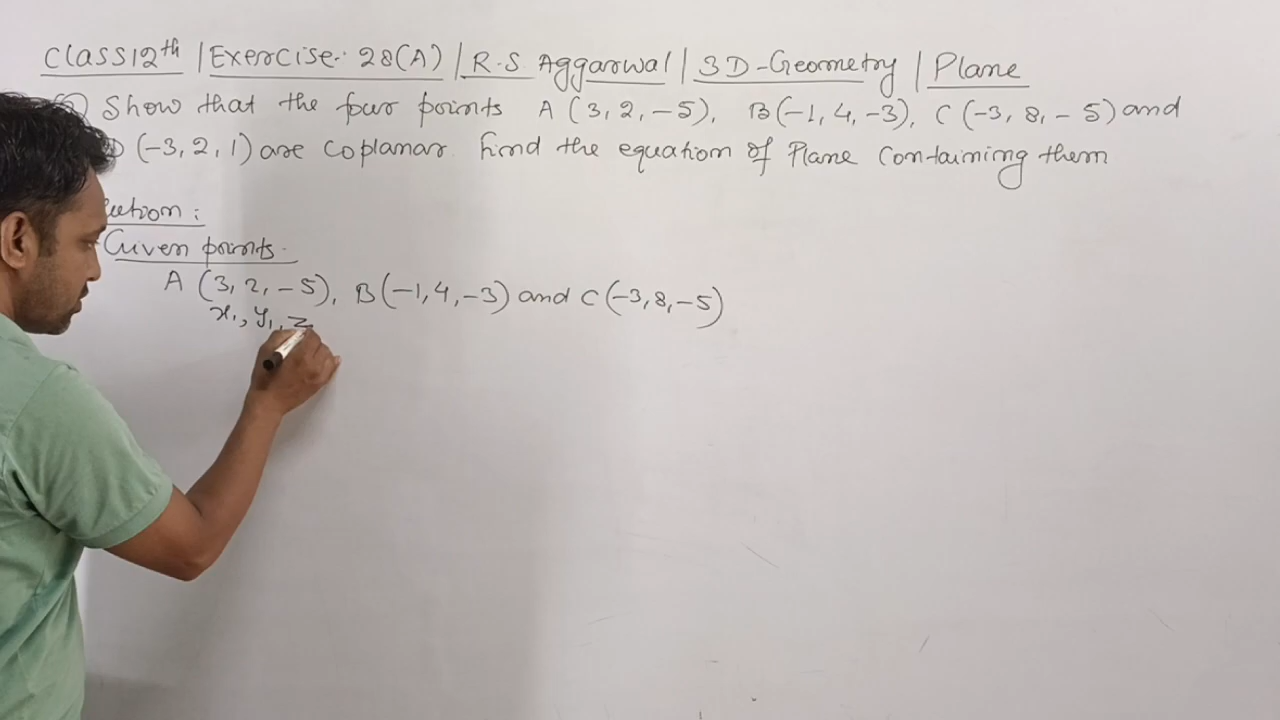 Class 12th | Exercise: 28(A) | R.S Aggarwal | 3D-Geometry | Plane
Show that the four points A (3, 2, -5), B(-1, 4, -3), C (-3, 8, -5) and
D (-3, 2, 1) are coplanar. Find the equation of Plane Containing them
Given points.
A (3, 2, -5), B(-1, 4, -3) and C (-3, 8, -5)
x₁, y₁, z